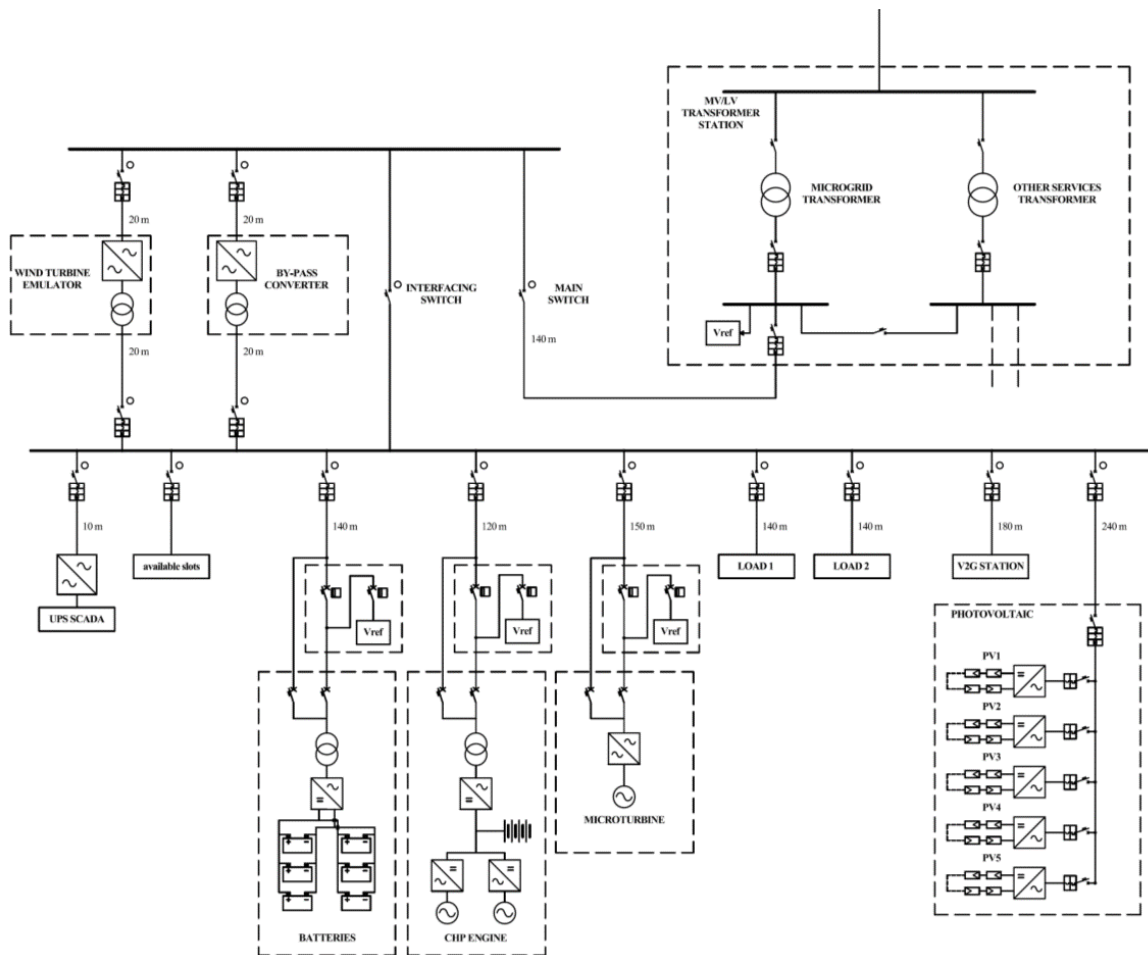 MV/LV
TRANSFORMER
STATION
MICROGRID
TRANSFORMER
OTHER SERVICES
TRANSFORMER
20 m
20 m
WIND TURBINE
EMULATOR
BY-PASS
CONVERTER
INTERFACING
SWITCH
MAIN
SWITCH
140 m
Vref
20 m
20 m
10 m
140 m
120 m
150 m
140 m
140 m
180 m
240 m
available slots
LOAD 1
LOAD 2
V2G STATION
UPS SCADA
Vref
Vref
Vref
PHOTOVOLTAIC
PV1
PV2
PV3
PV4
PV5
MICROTURBINE
BATTERIES
CHP ENGINE